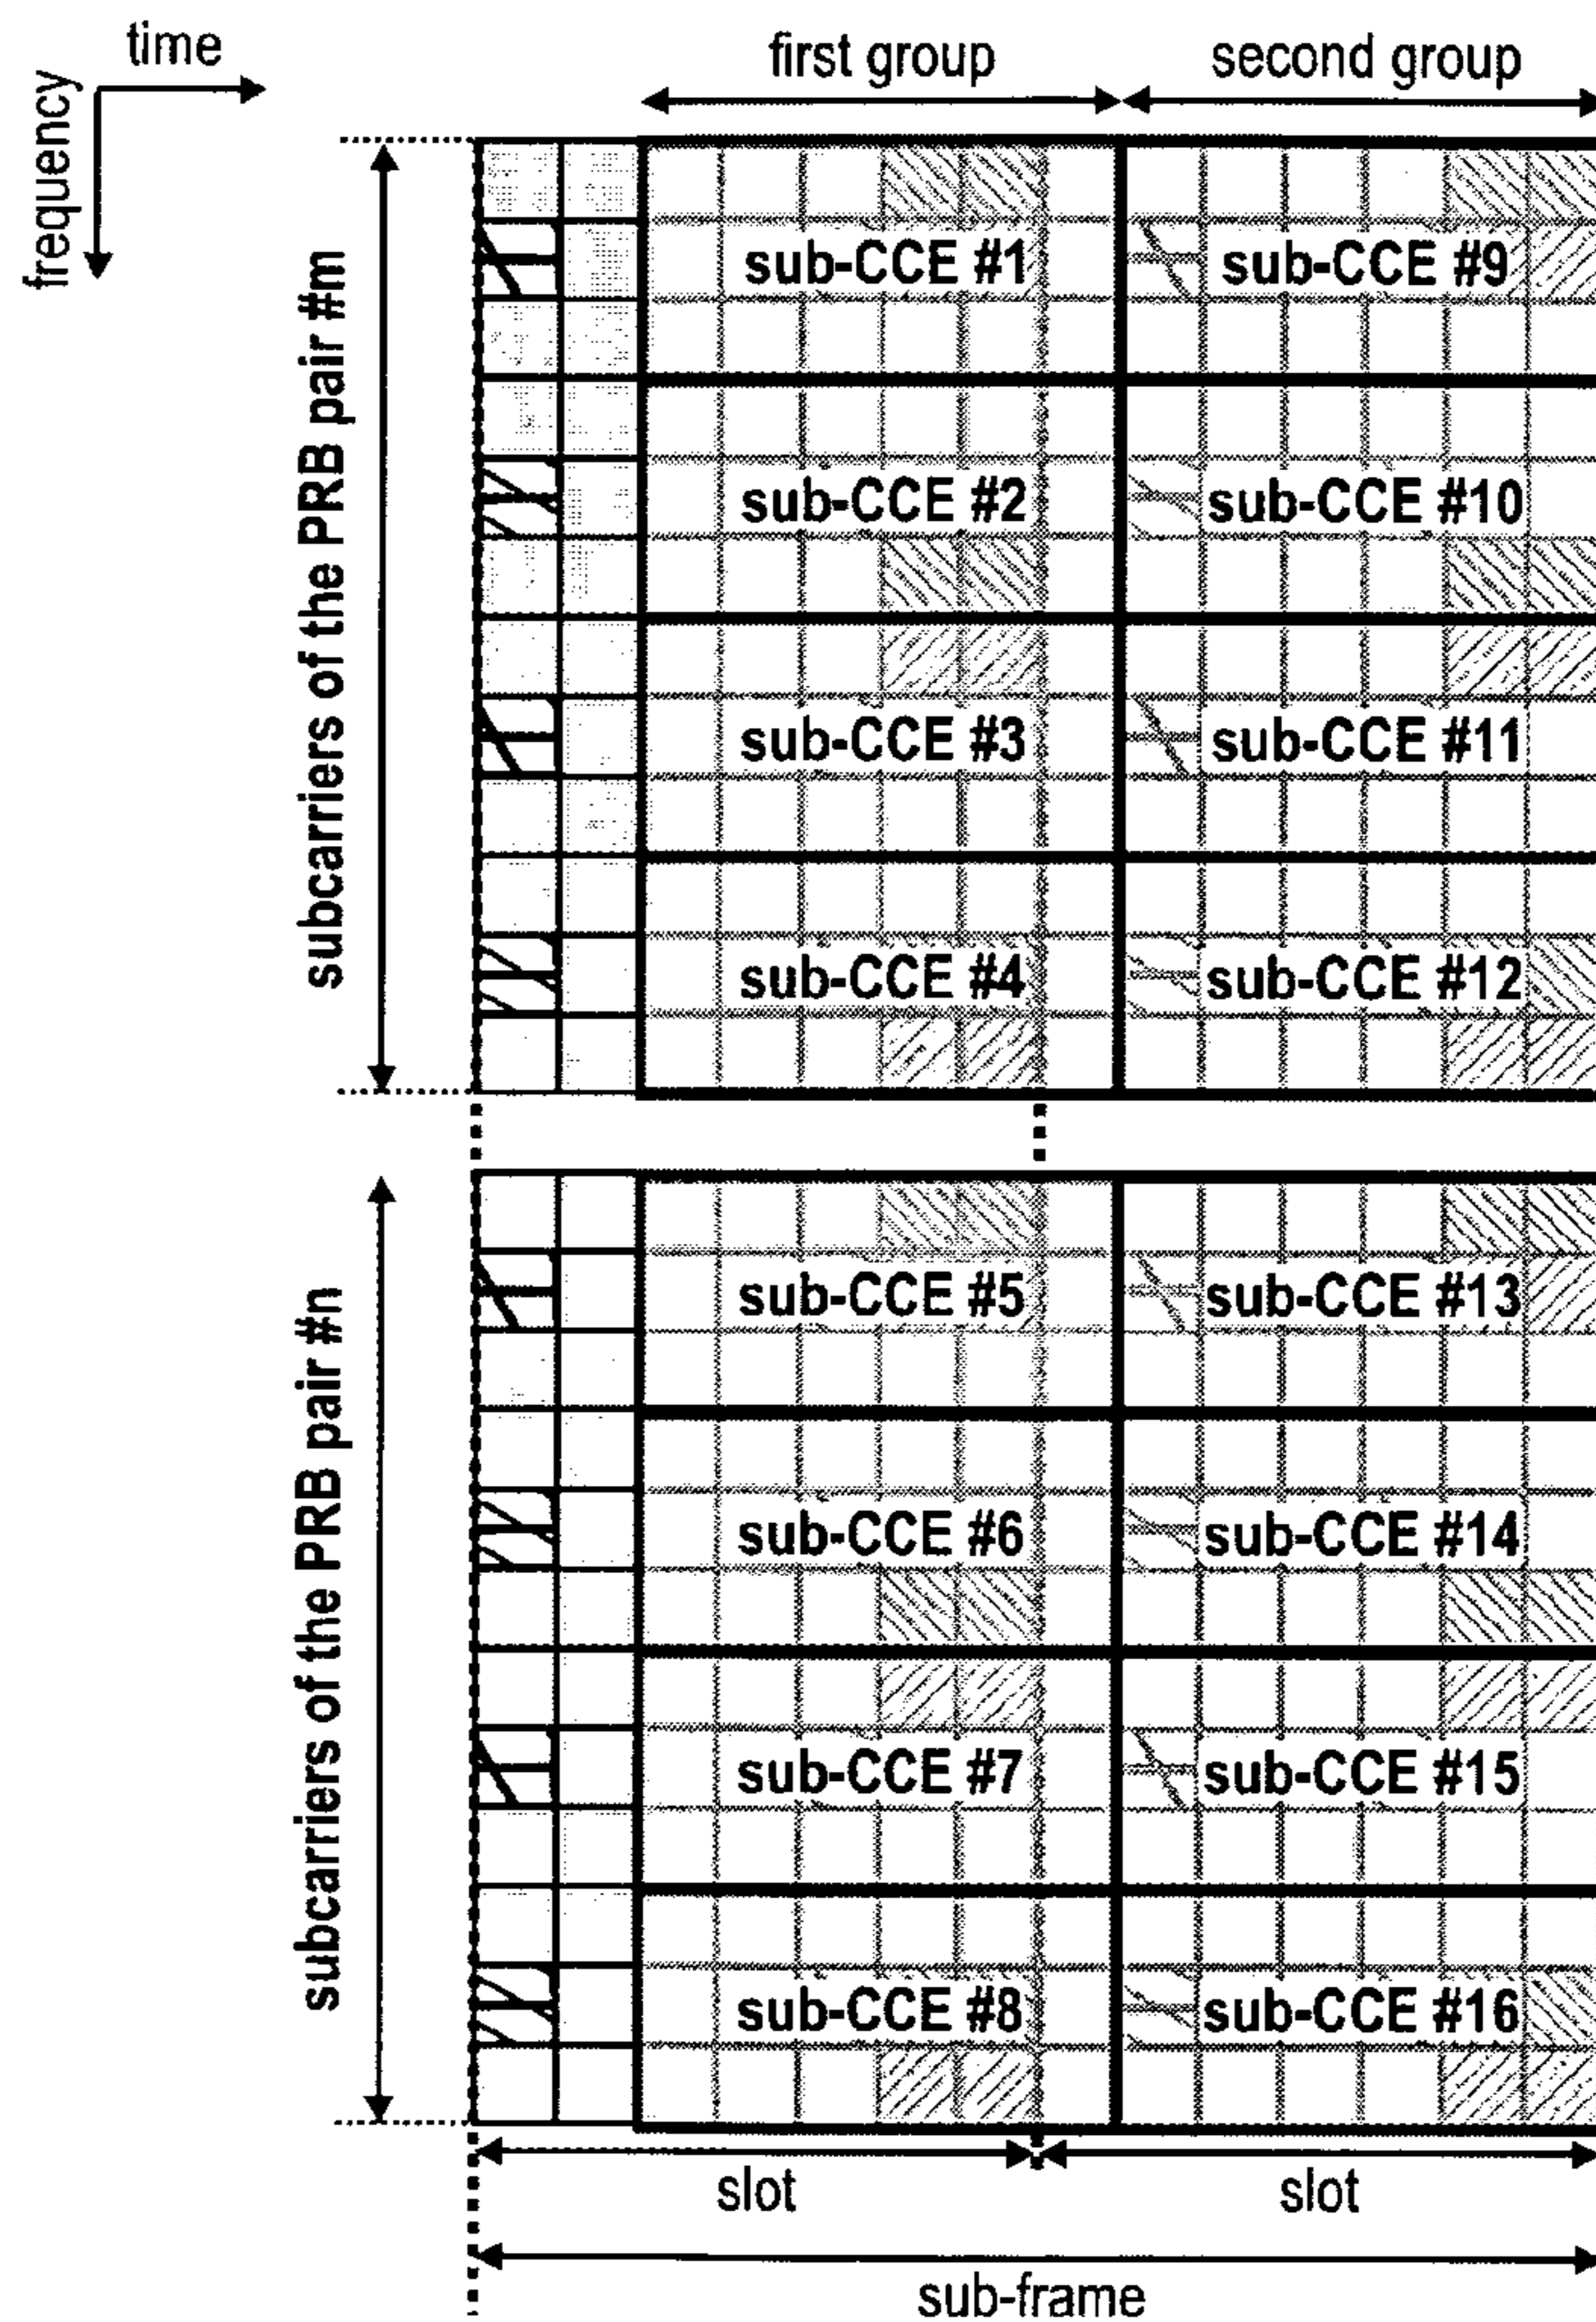 time
first group
second group
frequency
subcarriers of the PRB pair #m
sub-CCE #1
sub-CCE #9
sub-CCE #2
sub-CCE #10
sub-CCE #3
sub-CCE #11
sub-CCE #4
sub-CCE #12
subcarriers of the PRB pair #n
sub-CCE #5
sub-CCE #13
sub-CCE #6
sub-CCE #14
sub-CCE #7
sub-CCE #15
sub-CCE #8
sub-CCE #16
slot
slot
sub-frame